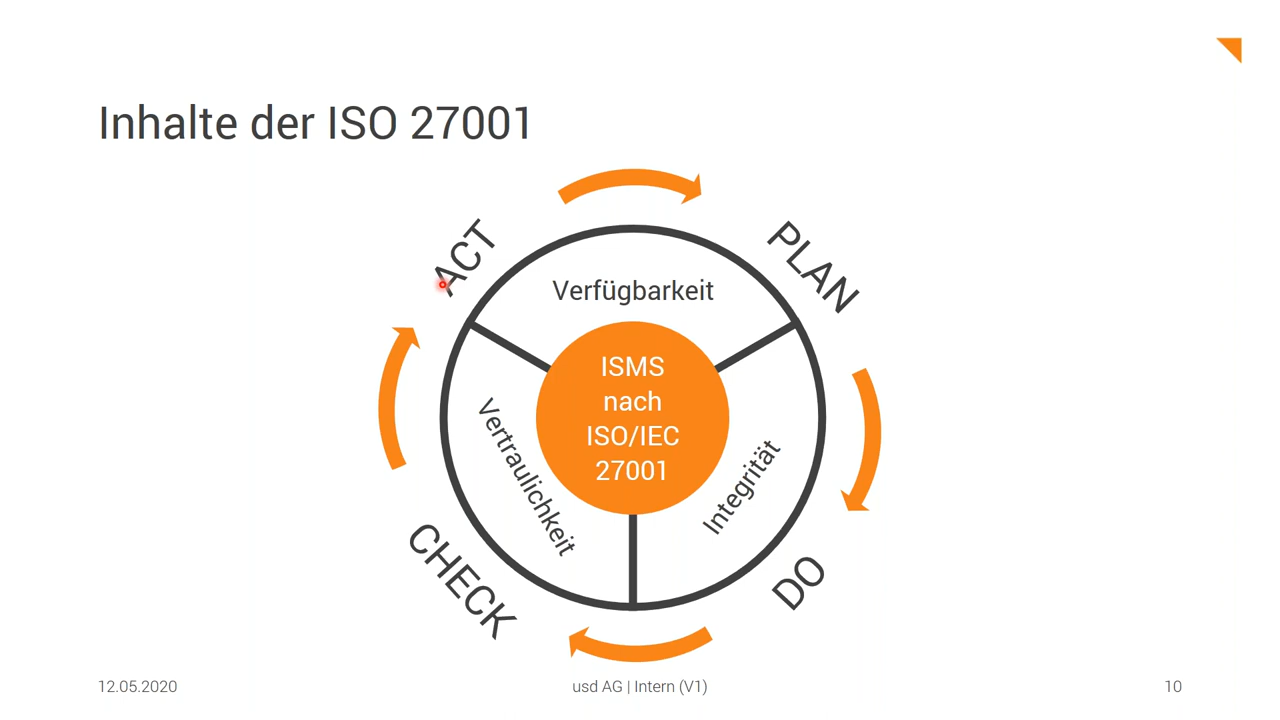 Inhalte der ISO 27001
ACT
PLAN
Verfügbarkeit
ISMS
nach
ISO/IEC
27001
Vertraulichkeit
Integrität
CHECK
DO
12.05.2020
usd AG | Intern (V1)
10